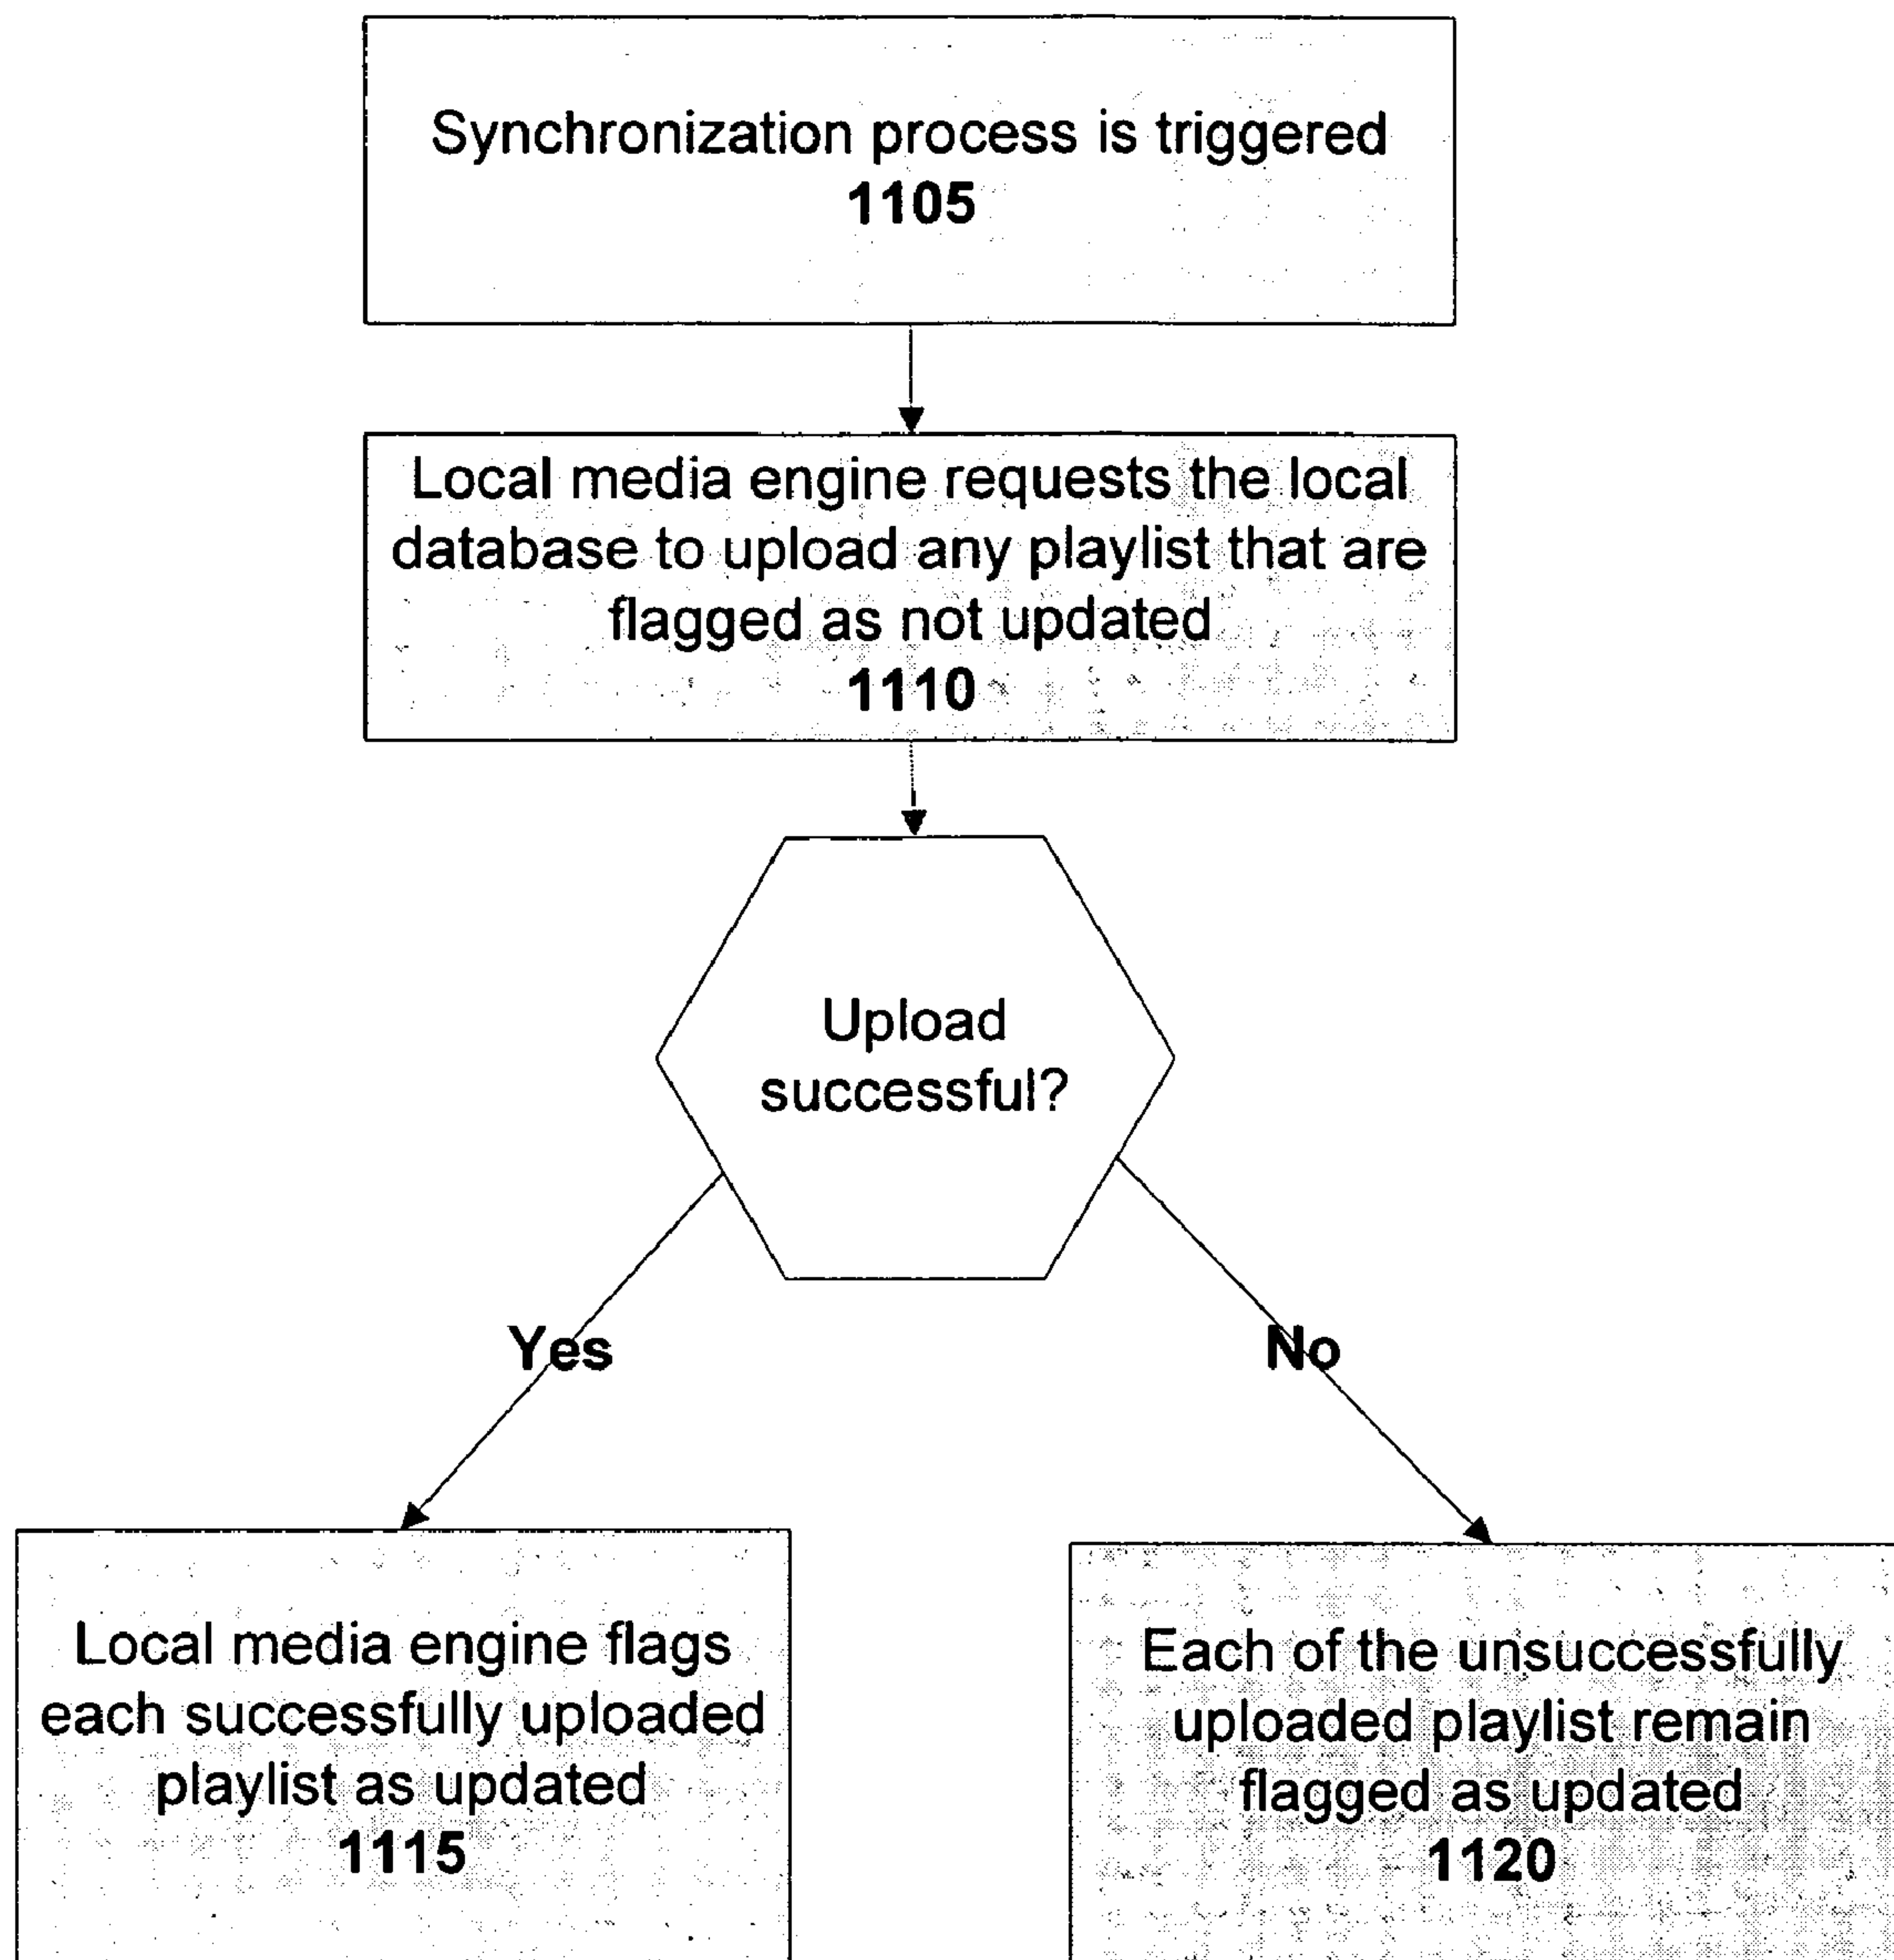 Synchronization process is triggered
1105
Local media engine requests the local
database to upload any playlist that are
flagged as not updated
1110
Upload
successful?
Yes
No
Local media engine flags
each successfully uploaded
playlist as updated
1115
Each of the unsuccessfully
uploaded playlist remain
flagged as updated
1120